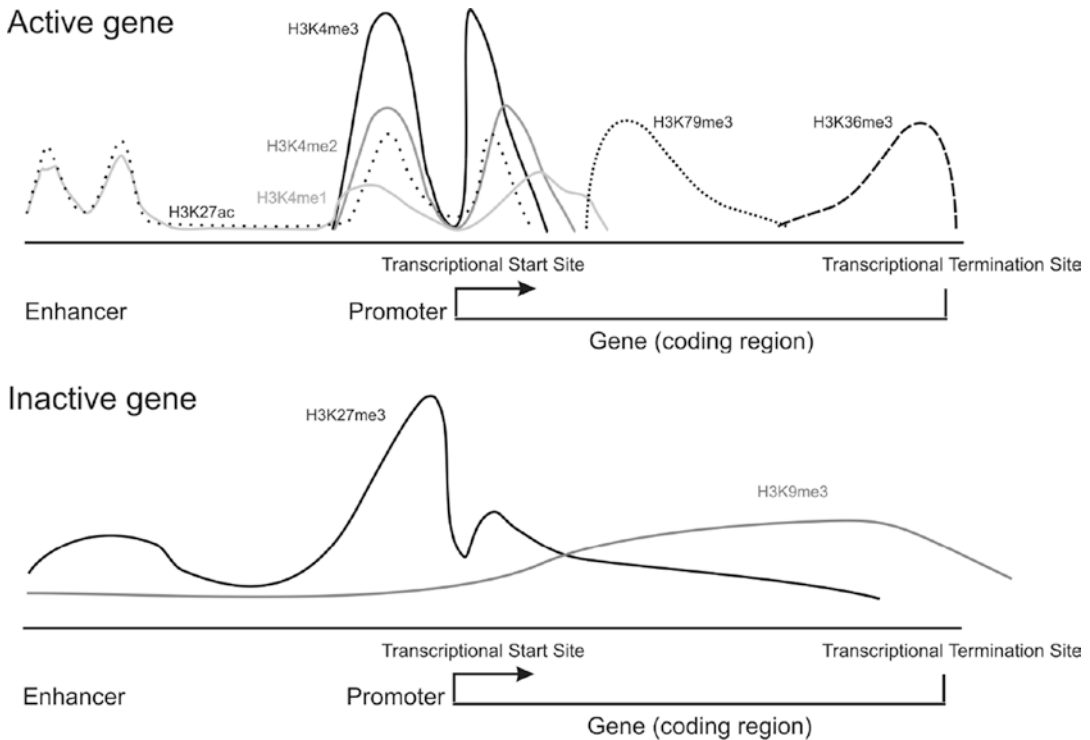 Active gene
H3K4me3
H3K4me2
H3K79me3
H3K36me3
H3K4me1
H3K27ac
Transcriptional Start Site
Transcriptional Termination Site
Enhancer
Promoter
Gene (coding region)
Inactive gene
H3K27me3
H3K9me3
Transcriptional Start Site
Transcriptional Termination Site
Enhancer
Promoter
Gene (coding region)